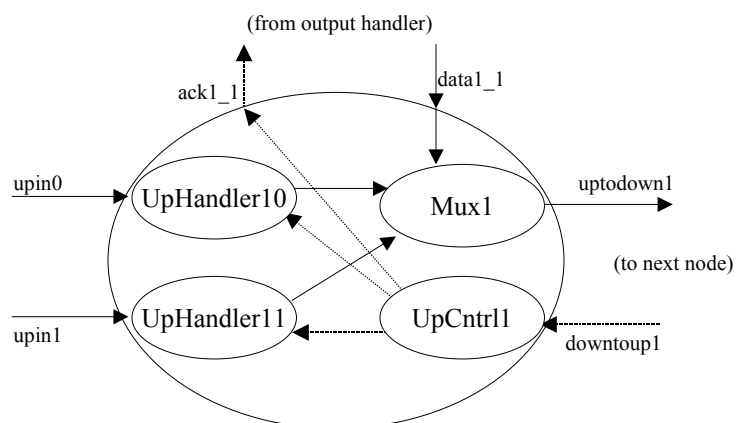 (from output handler)
ack1_1
data1_1
upin0
UpHandler10
Mux1
uptodown1
(to next node)
upin1
UpHandler11
UpCntrl1
downtoup1